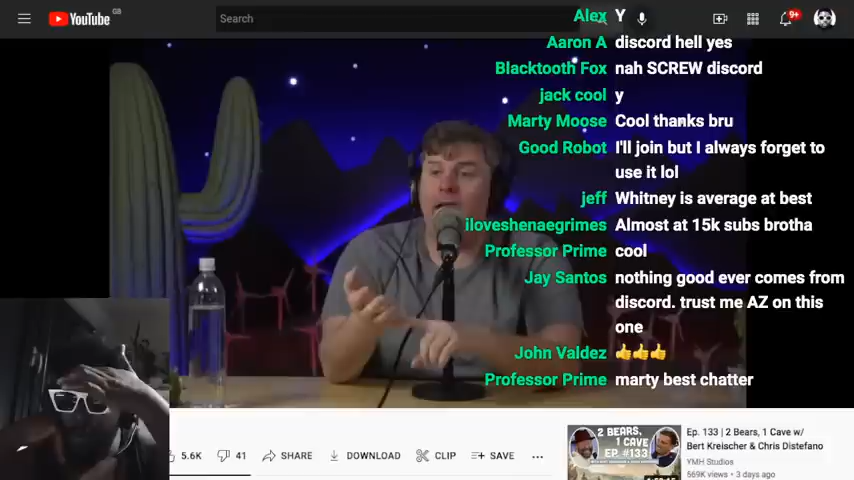 YouTube GB
Search
9+
Alex Y
Aaron A discord hell yes
Blacktooth Fox nah SCREW discord
jack cool y
Marty Moose Cool thanks bru
Good Robot I'll join but I always forget to
use it lol
jeff Whitney is average at best
iloveshenaegrimes Almost at 15k subs brotha
Professor Prime cool
Jay Santos nothing good ever comes from
discord. trust me AZ on this
one
John Valdez 👍👍👍
Professor Prime marty best chatter
5.6K 41 SHARE DOWNLOAD CLIP SAVE
2 BEARS,
1 CAVE
EP. #133
Ep. 133 | 2 Bears, 1 Cave w/
Bert Kreischer & Chris Distefano
YMH Studios
569K views • 3 days ago